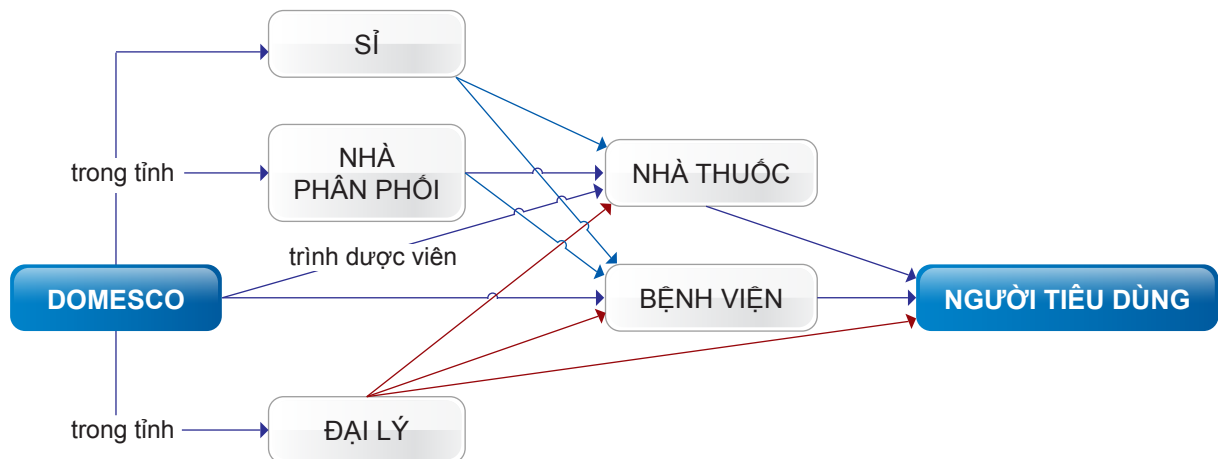 SỈ
trong tỉnh
NHÀ
PHÂN PHỐI
NHÀ THUỐC
trình dược viên
DOMESCO
BỆNH VIỆN
NGƯỜI TIÊU DÙNG
trong tỉnh
ĐẠI LÝ